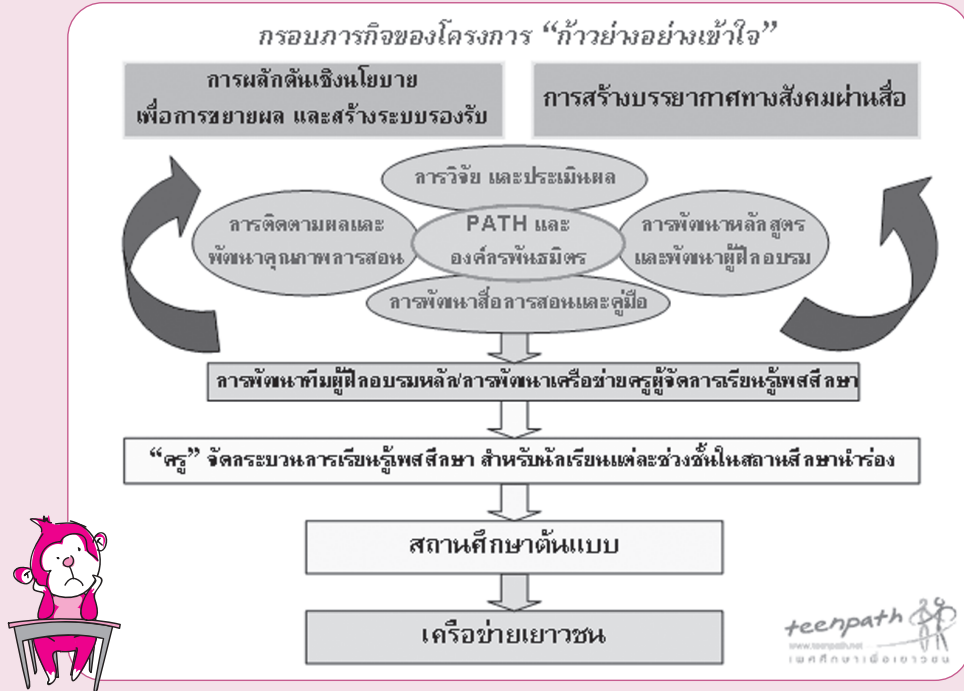 กรอบภารกิจของโครงการ “ก้าวย่างอย่างเข้าใจ”
การผลักดันเชิงนโยบาย
เพื่อการขยายผล และสร้างระบบรองรับ
การสร้างบรรยากาศทางสังคมผ่านสื่อ
การวิจัย และประเมินผล
การติดตามผลและ
พัฒนาคุณภาพการสอน
PATH และ
องค์กรพันธมิตร
การพัฒนาหลักสูตร
และพัฒนาผู้ฝึกอบรม
การพัฒนาสื่อการสอนและคู่มือ
การพัฒนาทีมผู้ฝึกอบรมหลัก/การพัฒนาเครือข่ายครูผู้จัดการเรียนรู้เพศศึกษา
“ครู” จัดกระบวนการเรียนรู้เพศศึกษา สำหรับนักเรียนแต่ละช่วงชั้นในสถานศึกษานำร่อง
สถานศึกษาต้นแบบ
เครือข่ายเยาวชน
teenpath
www.teenpath.net
เพศศึกษาเพื่อเยาวชน